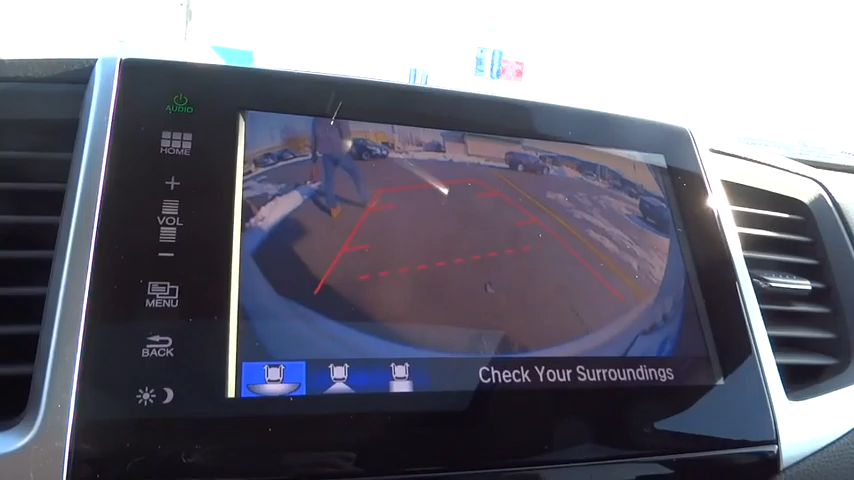 AUDIO
HOME
+
VOL
−
MENU
BACK
Check Your Surroundings